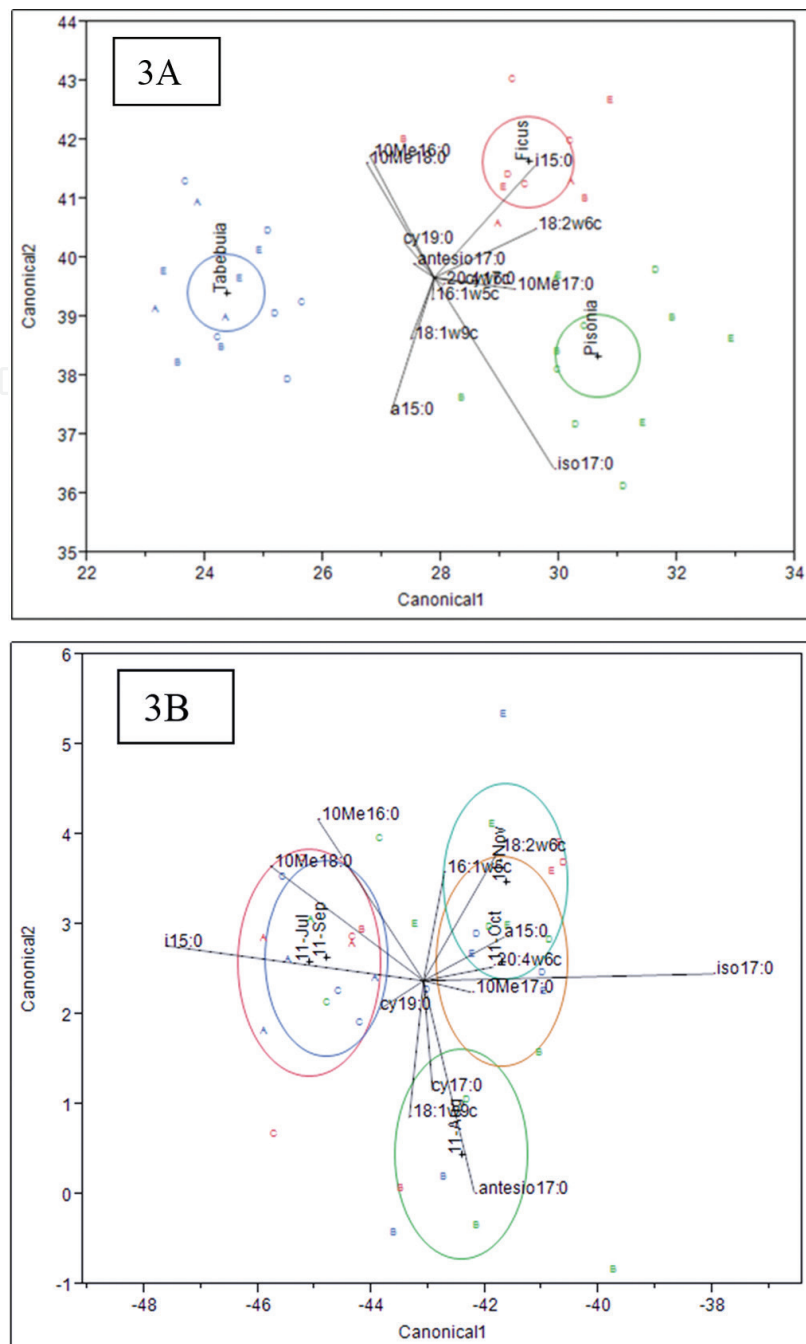 3A
44
43
42
41
40
39
38
37
36
35
Canonical2
22
24
26
28
30
32
34
Canonical1
Ficus
Tabebuia
Pisonia
10Me16:0
10Me18:0
i15:0
18:2w6c
cy19:0
antesio17:0
20:4w6c
10Me17:0
16:1w5c
18:1w9c
a15:0
iso17:0
3B
6
5
4
3
2
1
0
-1
Canonical2
-48
-46
-44
-42
-40
-38
-36
Canonical1
10Me16:0
10Me18:0
i15:0
11-Jul
11-Sep
16:1w5c
18:2w6c
a15:0
20:4w6c
10Me17:0
iso17:0
cy19:0
cy17:0
18:1w9c
11-Aug
antesio17:0